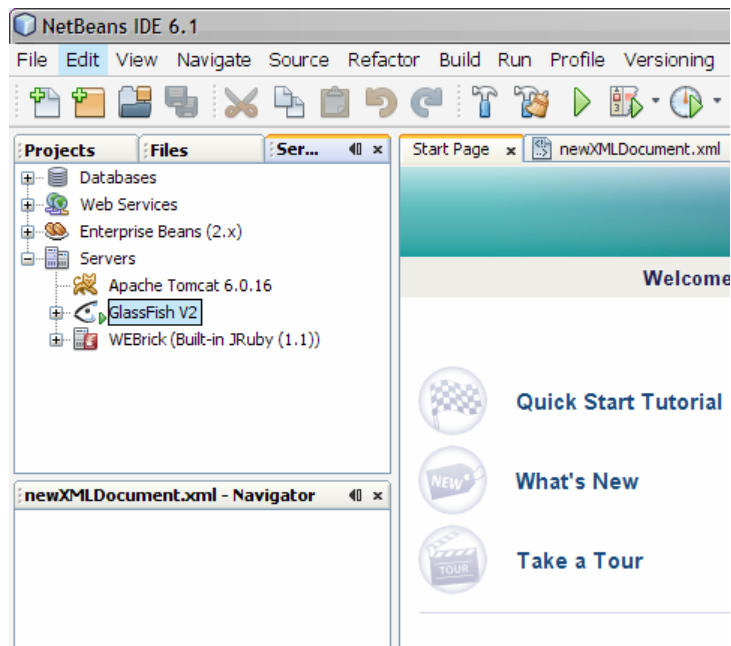 NetBeans IDE 6.1
File Edit View Navigate Source Refactor Build Run Profile Versioning
Projects Files Ser... Start Page newXMLDocument.xml
Databases
Web Services
Enterprise Beans (2.x)
Servers
Apache Tomcat 6.0.16
GlassFish V2
WEBrick (Built-in JRuby (1.1))
Welcome
Quick Start Tutorial
NEW What's New
TOUR Take a Tour
newXMLDocument.xml - Navigator